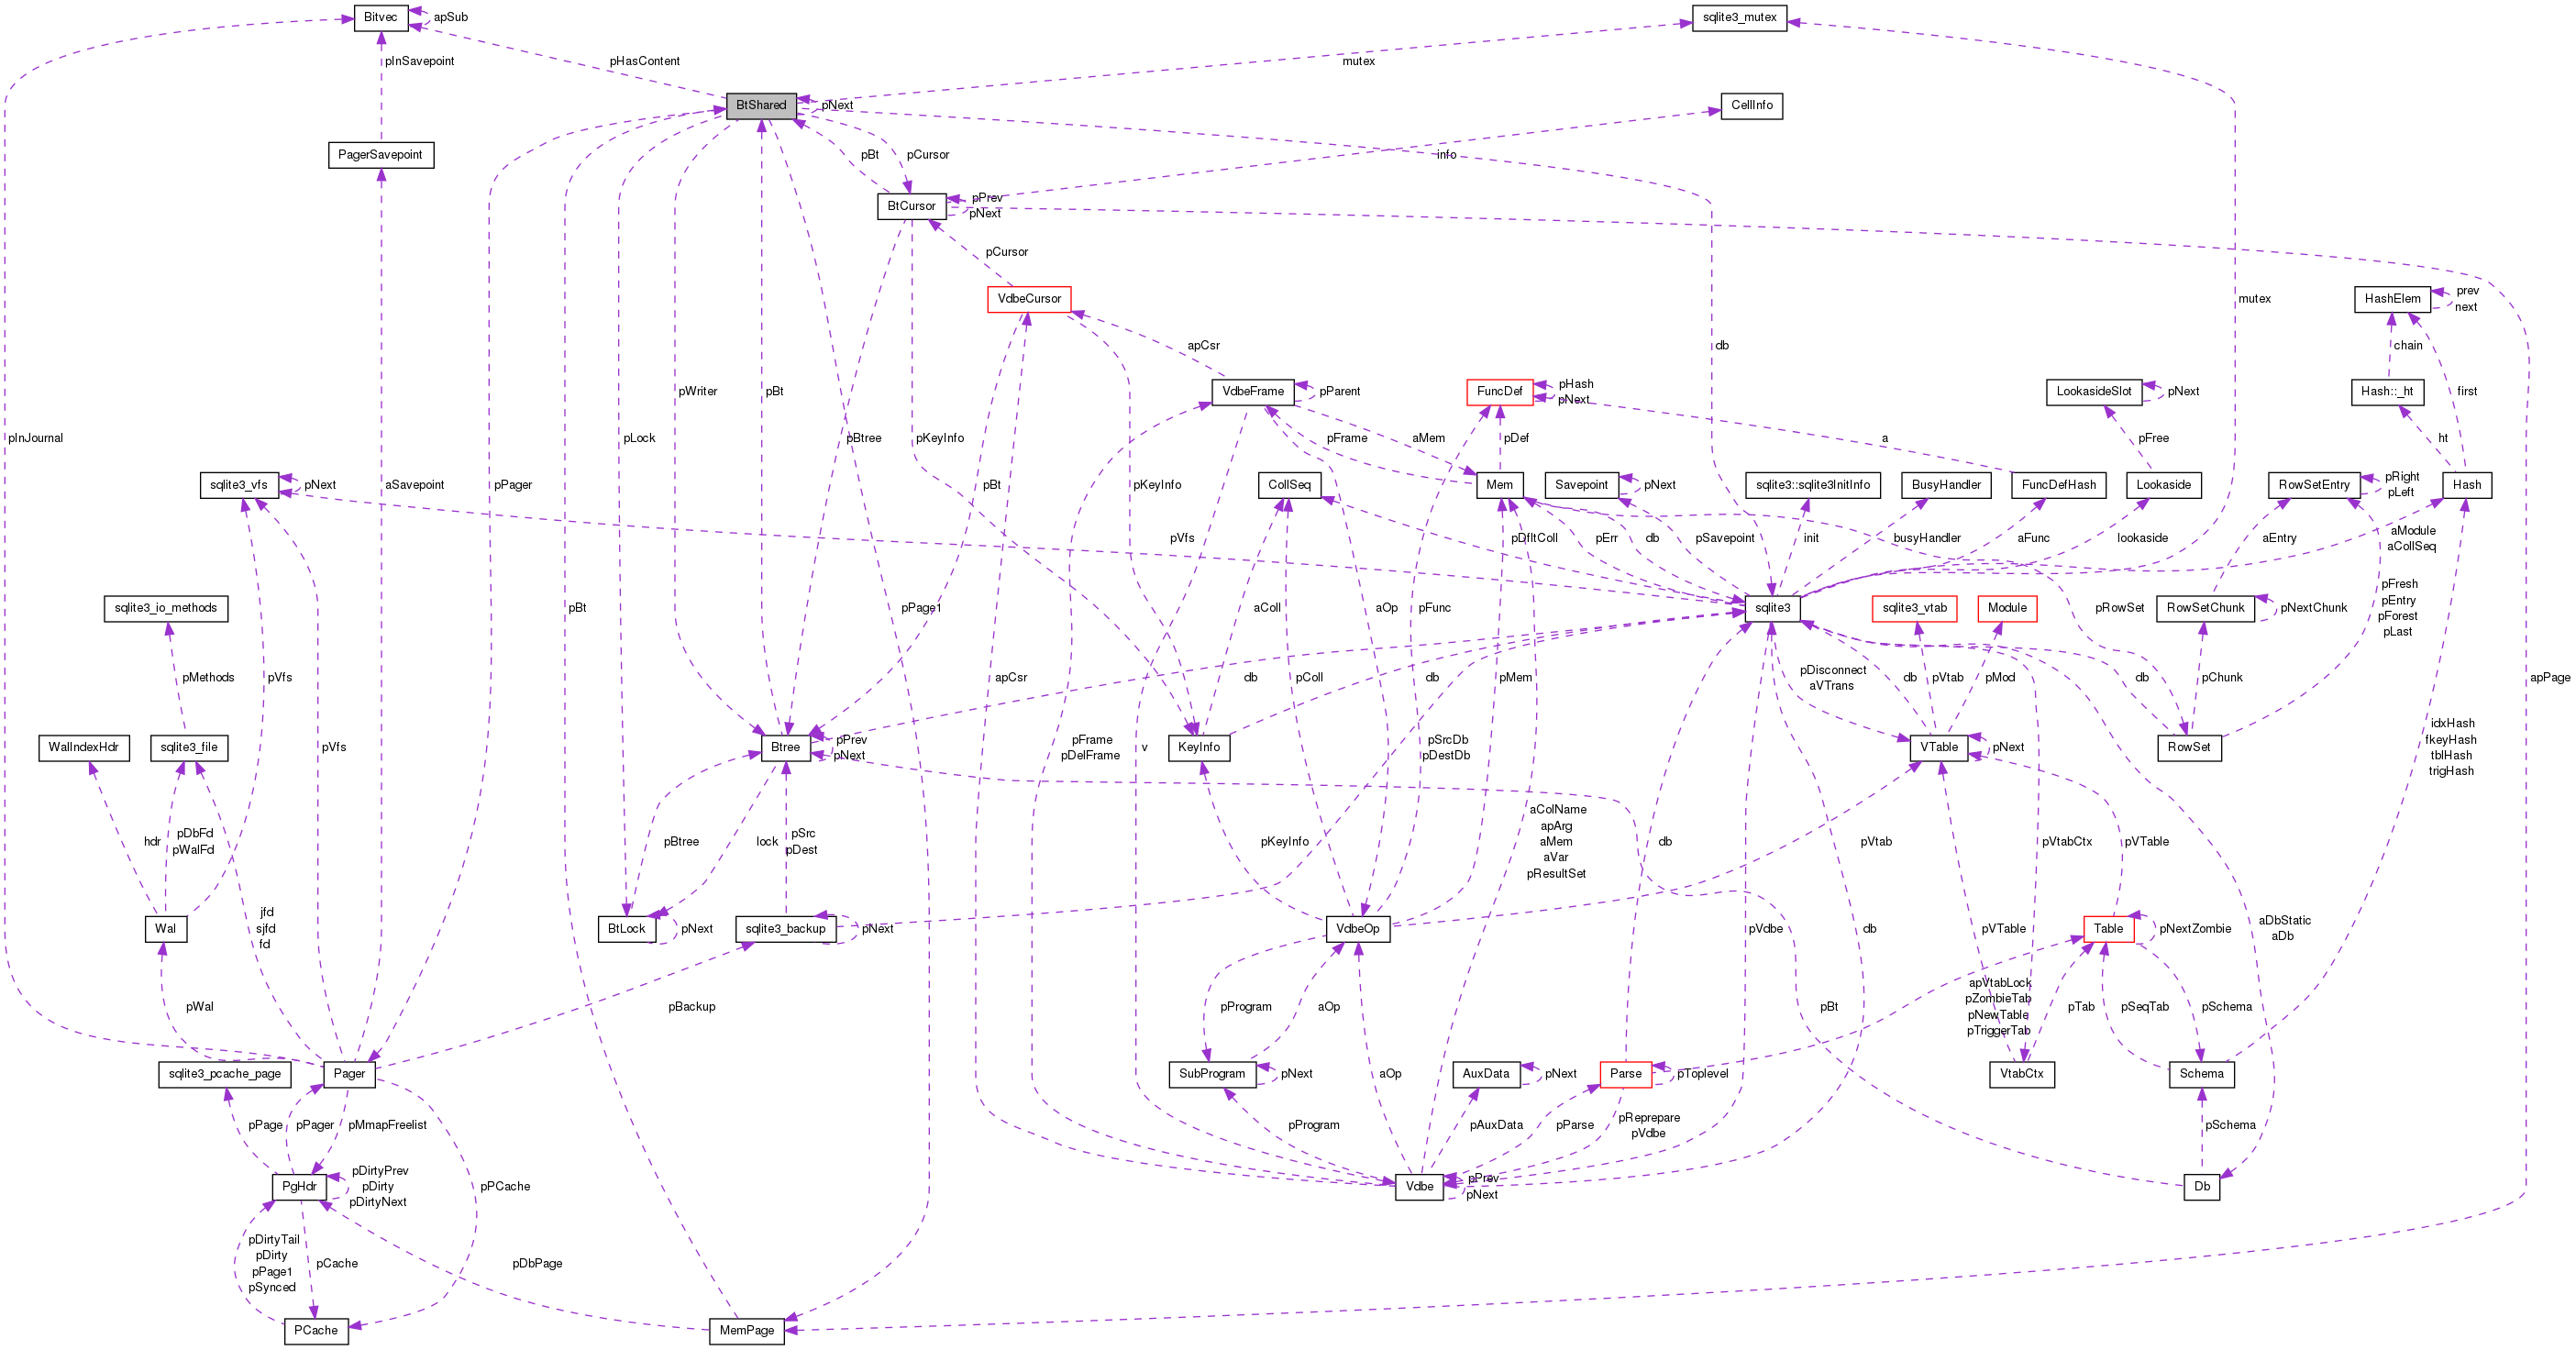 Bitvec
apSub
sqlite3_mutex
pInSavepoint
pHasContent
mutex
BtShared
pNext
CellInfo
PagerSavepoint
pBt
pCursor
info
BtCursor
pPrev
pNext
pCursor
VdbeCursor
mutex
HashElem
prev
next
db
apCsr
chain
VdbeFrame
pParent
FuncDef
pHash
pNext
LookasideSlot
pNext
Hash::_ht
first
pWriter
pBt
pInJournal
pLock
pBtree
pKeyInfo
pFrame
aMem
pDef
a
pFree
ht
sqlite3_vfs
pNext
aSavepoint
pPager
pBt
pKeyInfo
CollSeq
Mem
Savepoint
pNext
sqlite3::sqlite3InitInfo
BusyHandler
FuncDefHash
Lookaside
RowSetEntry
pRight
pLeft
Hash
pVfs
pDfltColl
pErr
db
pSavepoint
init
busyHandler
aFunc
lookaside
aEntry
aModule
aCollSeq
sqlite3_io_methods
pBt
pPage1
aColl
aOp
pFunc
sqlite3
sqlite3_vtab
Module
pRowSet
RowSetChunk
pNextChunk
pFresh
pEntry
pForest
pLast
pMethods
pVfs
db
apCsr
pColl
pMem
db
db
pDisconnect
aVTrans
db
pVtab
pMod
db
pChunk
apPage
WalIndexHdr
sqlite3_file
pVfs
Btree
pPrev
pNext
KeyInfo
pFrame
pDelFrame
v
pSrcDb
pDestDb
VTable
pNext
RowSet
idxHash
fkeyHash
tblHash
trigHash
hdr
pDbFd
pWalFd
pBtree
lock
pSrc
pDest
pKeyInfo
aColName
apArg
aMem
aVar
pResultSet
db
pVtab
pVtabCtx
pVTable
Wal
jfd
sjfd
fd
BtLock
pNext
sqlite3_backup
pNext
VdbeOp
pVdbe
db
pVTable
Table
pNextZombie
aDbStatic
aDb
pWal
pBackup
pProgram
aOp
pBt
apVtabLock
pZombieTab
pNewTable
pTriggerTab
pTab
pSeqTab
pSchema
sqlite3_pcache_page
Pager
SubProgram
pNext
AuxData
pNext
Parse
pToplevel
VtabCtx
Schema
aOp
pPage
pPager
pMmapFreelist
pProgram
pAuxData
pParse
pReprepare
pVdbe
pSchema
PgHdr
pDirtyPrev
pDirty
pDirtyNext
pPCache
Vdbe
pPrev
pNext
Db
pDirtyTail
pDirty
pPage1
pSynced
pCache
pDbPage
PCache
MemPage